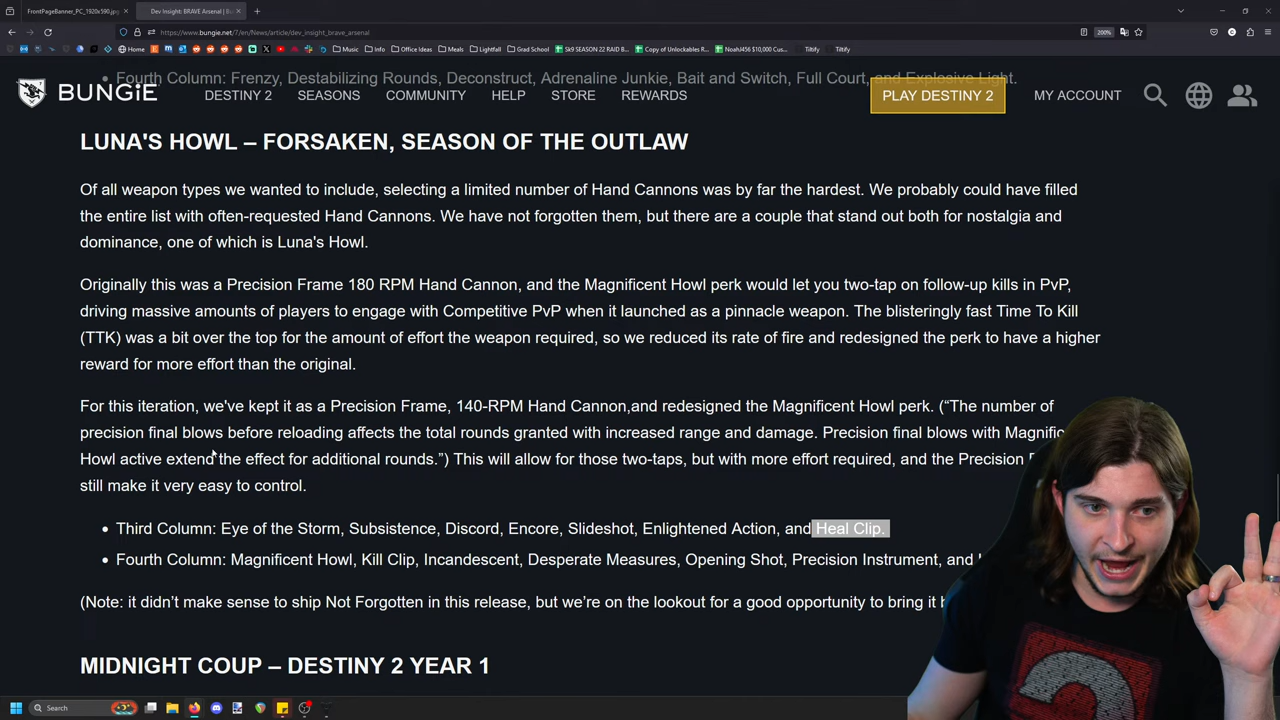 FrontPageBanner_PC_1920x590.jpg
Dev Insight: BRAVE Arsenal | Bun
https://www.bungie.net/7/en/News/article/dev_insight_brave_arsenal
200%
Home
Music
Info
Office Ideas
Meals
Lightfall
Grad School
Sk9 SEASON 22 RAID B...
Copy of Unlockables R...
NoahJ456 $10,000 Cus...
Tiltify
Tiltify
Fourth Column: Frenzy, Destabilizing Rounds, Deconstruct, Adrenaline Junkie, Bait and Switch, Full Court, and Explosive Light.
BUNGiE
DESTINY 2
SEASONS
COMMUNITY
HELP
STORE
REWARDS
PLAY DESTINY 2
MY ACCOUNT
LUNA'S HOWL – FORSAKEN, SEASON OF THE OUTLAW
Of all weapon types we wanted to include, selecting a limited number of Hand Cannons was by far the hardest. We probably could have filled
the entire list with often-requested Hand Cannons. We have not forgotten them, but there are a couple that stand out both for nostalgia and
dominance, one of which is Luna's Howl.
Originally this was a Precision Frame 180 RPM Hand Cannon, and the Magnificent Howl perk would let you two-tap on follow-up kills in PvP,
driving massive amounts of players to engage with Competitive PvP when it launched as a pinnacle weapon. The blisteringly fast Time To Kill
(TTK) was a bit over the top for the amount of effort the weapon required, so we reduced its rate of fire and redesigned the perk to have a higher
reward for more effort than the original.
For this iteration, we've kept it as a Precision Frame, 140-RPM Hand Cannon,and redesigned the Magnificent Howl perk. (“The number of
precision final blows before reloading affects the total rounds granted with increased range and damage. Precision final blows with Magnific
Howl active extend the effect for additional rounds.”) This will allow for those two-taps, but with more effort required, and the Precision
still make it very easy to control.
• Third Column: Eye of the Storm, Subsistence, Discord, Encore, Slideshot, Enlightened Action, and Heal Clip.
• Fourth Column: Magnificent Howl, Kill Clip, Incandescent, Desperate Measures, Opening Shot, Precision Instrument, and
(Note: it didn’t make sense to ship Not Forgotten in this release, but we’re on the lookout for a good opportunity to bring it
MIDNIGHT COUP – DESTINY 2 YEAR 1
Search